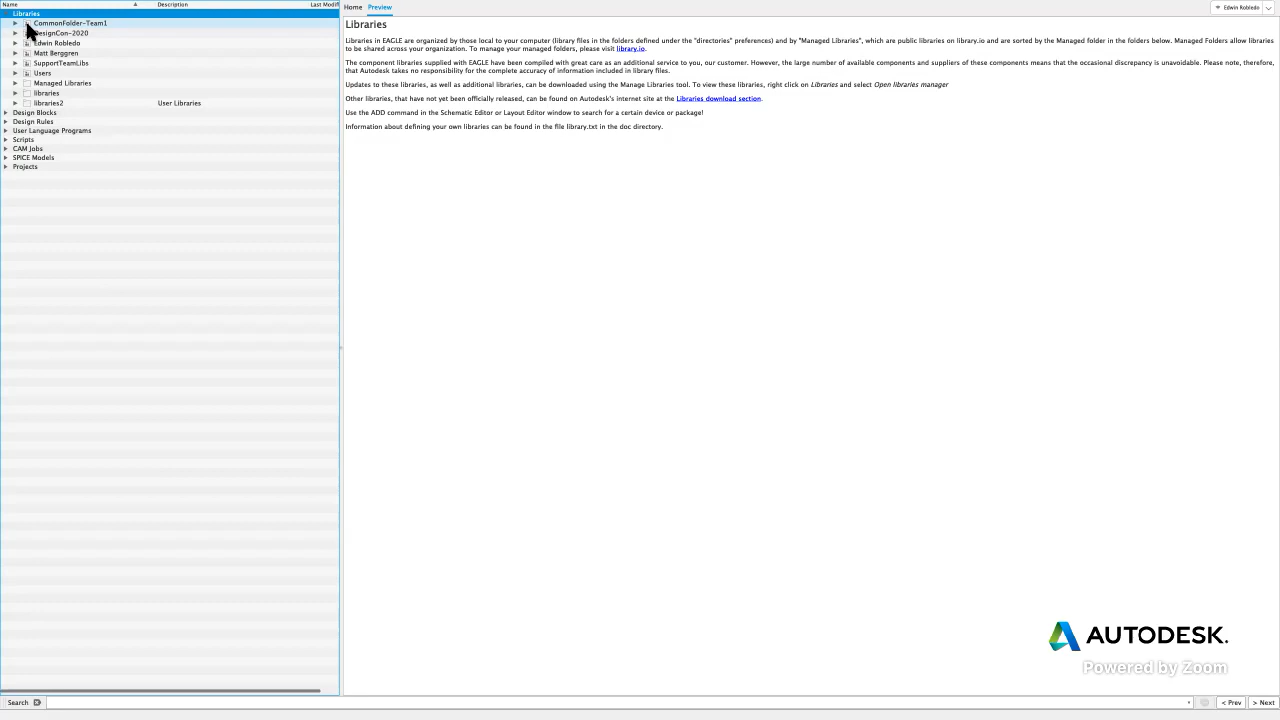 Name Description Last Modif
Libraries
CommonFolder-Team1
DesignCon-2020
Edwin Robledo
Matt Berggren
SupportTeamLibs
Users
Managed Libraries
libraries
libraries2 User Libraries
Design Blocks
Design Rules
User Language Programs
Scripts
CAM Jobs
SPICE Models
Projects
Home Preview
Edwin Robledo
Libraries
Libraries in EAGLE are organized by those local to your computer (library files in the folders defined under the "directories" preferences) and by "Managed Libraries", which are public libraries on library.io and are sorted by the Managed folder in the folders below. Managed Folders allow libraries
to be shared across your organization. To manage your managed folders, please visit library.io.
The component libraries supplied with EAGLE have been compiled with great care as an additional service to you, our customer. However, the large number of available components and suppliers of these components means that the occasional discrepancy is unavoidable. Please note, therefore,
that Autodesk takes no responsibility for the complete accuracy of information included in library files.
Updates to these libraries, as well as additional libraries, can be downloaded using the Manage Libraries tool. To view these libraries, right click on Libraries and select Open libraries manager
Other libraries, that have not yet been officially released, can be found on Autodesk's internet site at the Libraries download section.
Use the ADD command in the Schematic Editor or Layout Editor window to search for a certain device or package!
Information about defining your own libraries can be found in the file library.txt in the doc directory.
AUTODESK.
Powered by Zoom
Search < Prev > Next